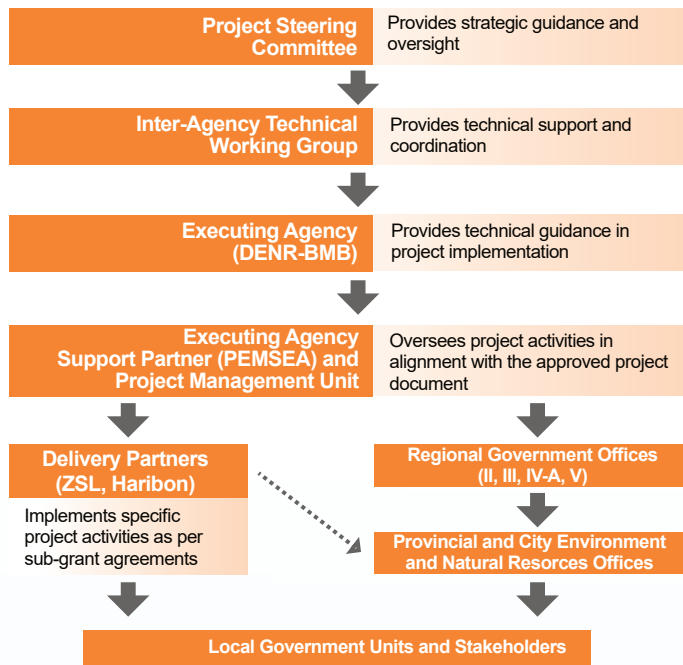 Project Steering
Committee
Provides strategic guidance and
oversight
Inter-Agency Technical
Working Group
Provides technical support and
coordination
Executing Agency
(DENR-BMB)
Provides technical guidance in
project implementation
Executing Agency
Support Partner (PEMSEA) and
Project Management Unit
Oversees project activities in
alignment with the approved project
document
Delivery Partners
(ZSL, Haribon)
Implements specific
project activities as per
sub-grant agreements
Regional Government Offices
(II, III, IV-A, V)
Provincial and City Environment
and Natural Resorces Offices
Local Government Units and Stakeholders